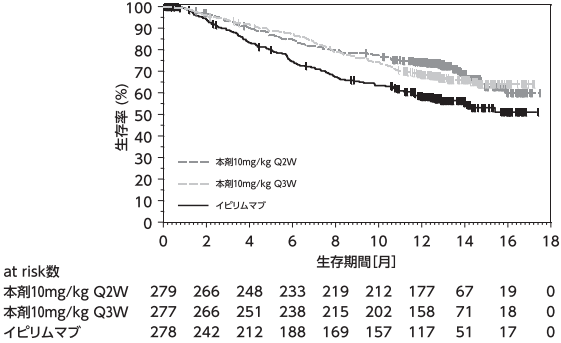 100
90
80
70
60
50
40
30
20
10
0
生存率 (%)
本剤10mg/kg Q2W
本剤10mg/kg Q3W
イピリムマブ
0 2 4 6 8 10 12 14 16 18
生存期間[月]
at risk数
本剤10mg/kg Q2W 279 266 248 233 219 212 177 67 19 0
本剤10mg/kg Q3W 277 266 251 238 215 202 158 71 18 0
イピリムマブ 278 242 212 188 169 157 117 51 17 0